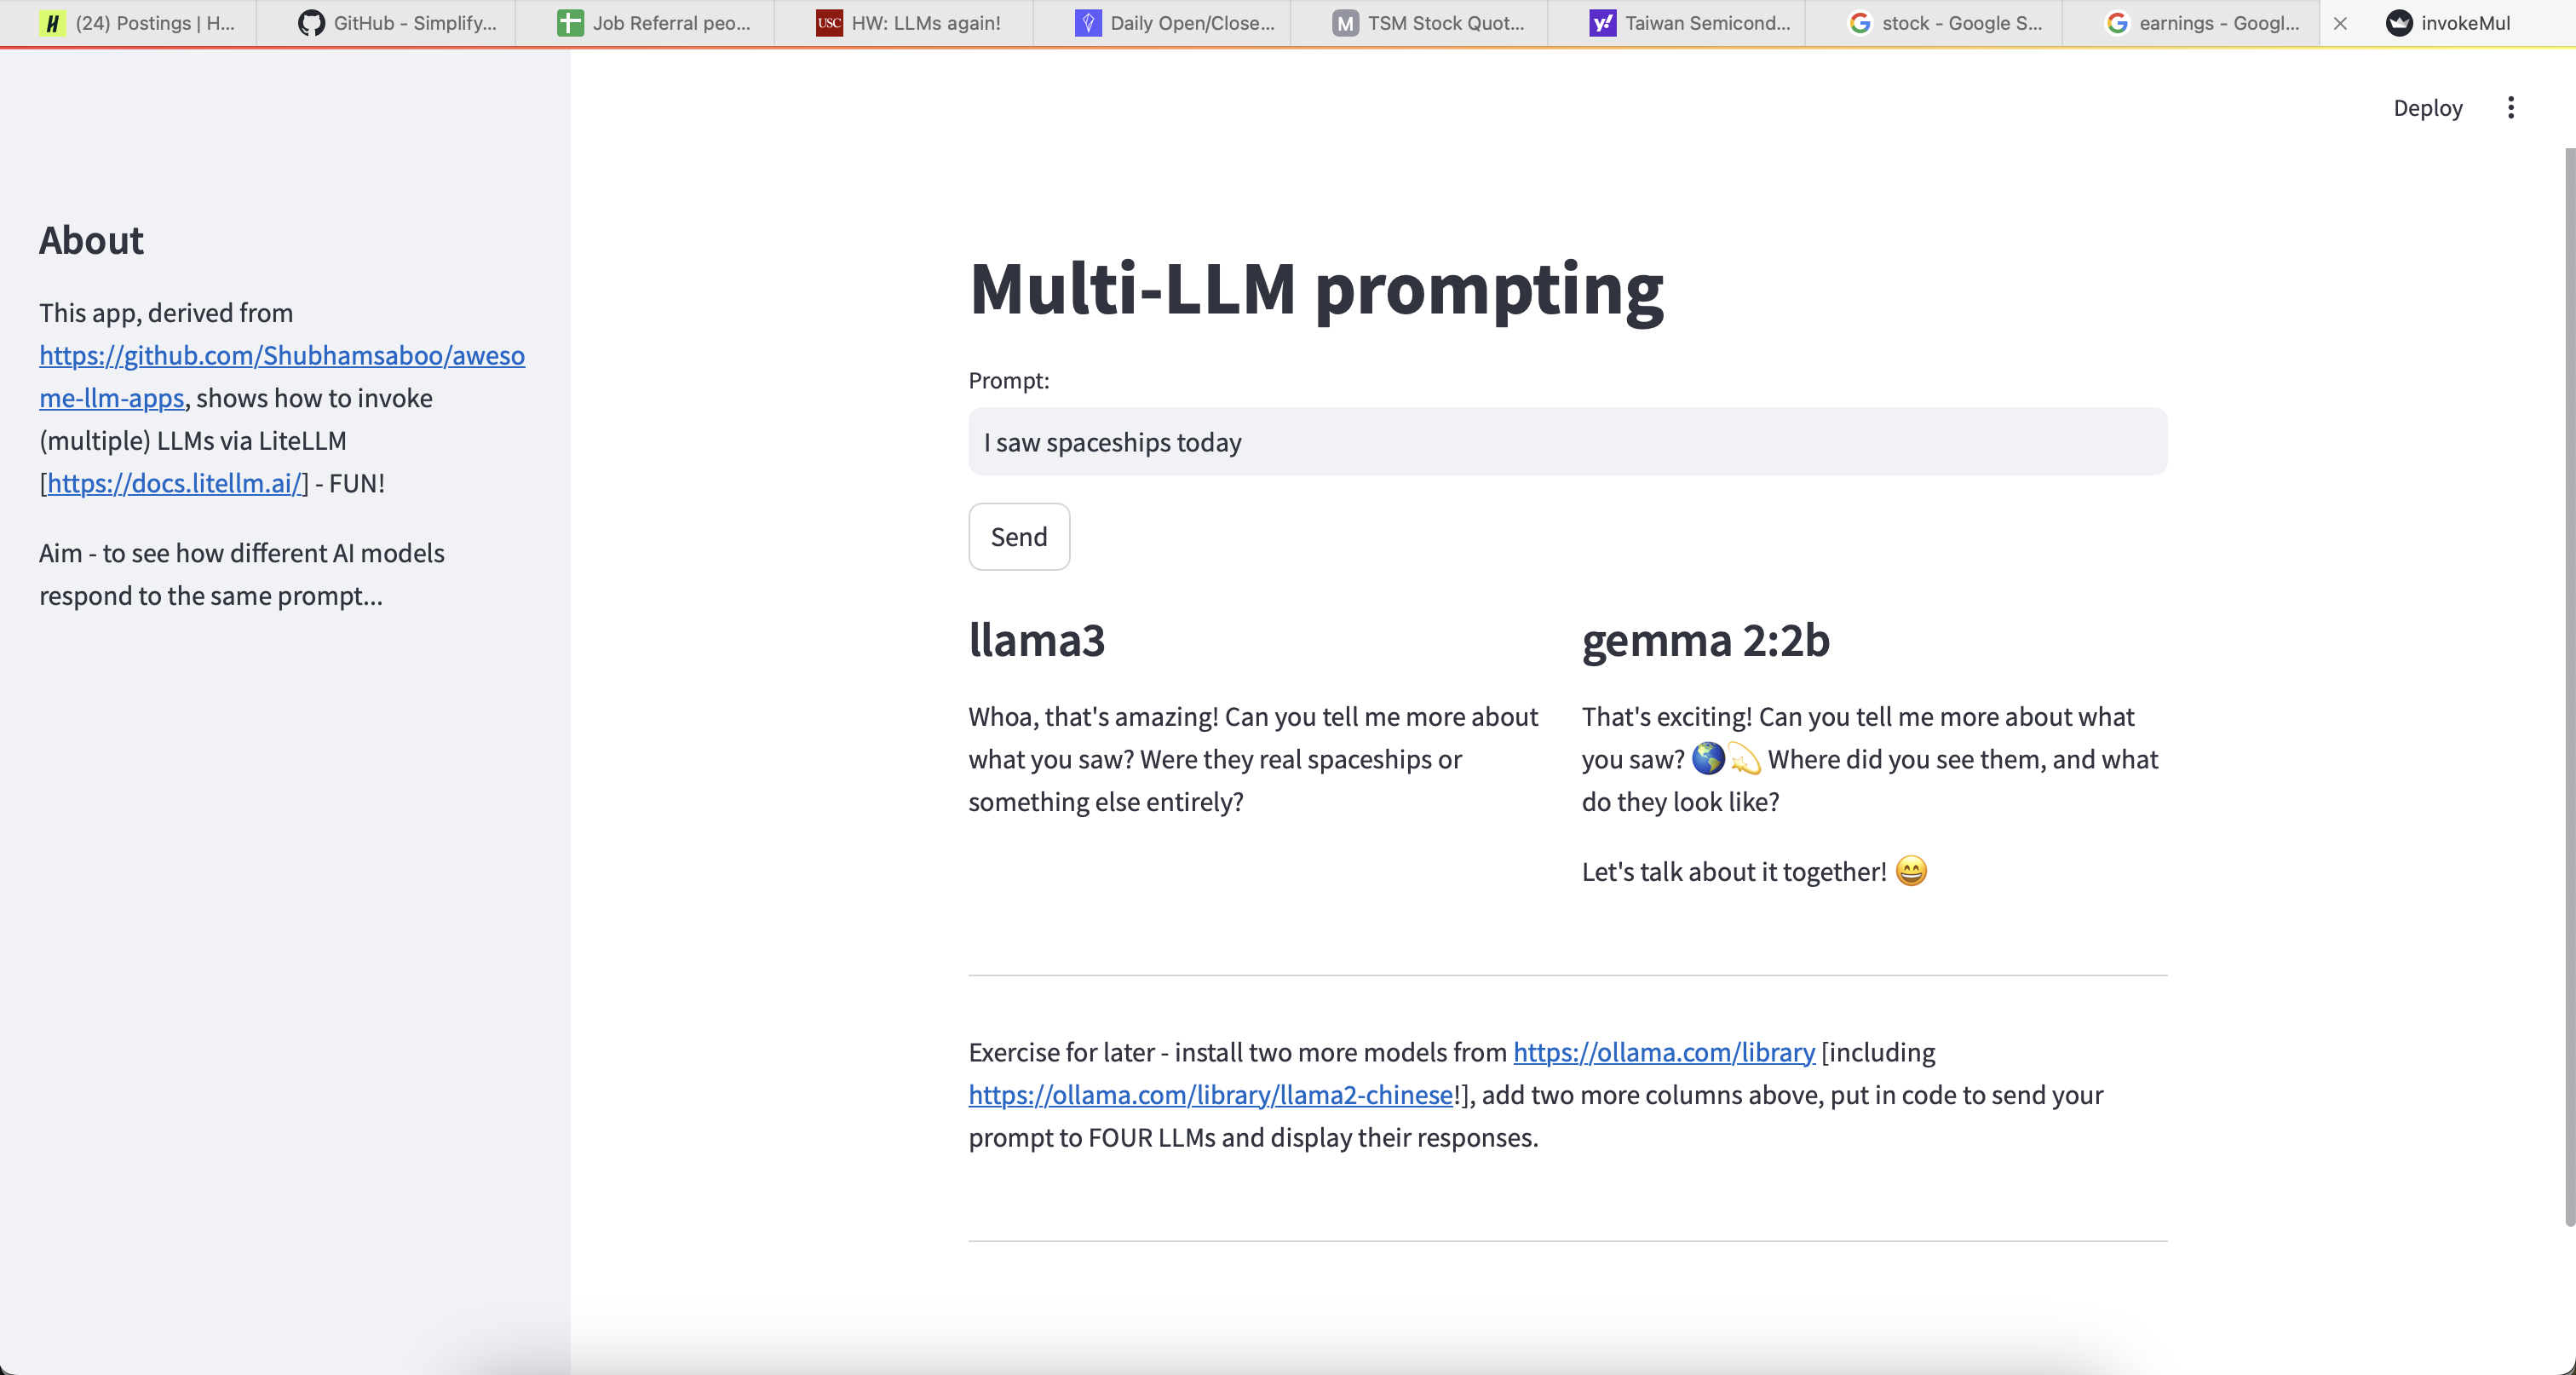 (24) Postings | H...
GitHub - Simplify...
Job Referral peo...
USC HW: LLMs again!
Daily Open/Close...
M TSM Stock Quot...
y! Taiwan Semicond...
stock - Google S...
earnings - Googl...
invokeMul
Deploy
About
This app, derived from
https://github.com/Shubhamsaboo/aweso
me-llm-apps, shows how to invoke
(multiple) LLMs via LiteLLM
[https://docs.litellm.ai/] - FUN!
Aim - to see how different AI models
respond to the same prompt...
Multi-LLM prompting
Prompt:
I saw spaceships today
Send
llama3
Whoa, that's amazing! Can you tell me more about
what you saw? Were they real spaceships or
something else entirely?
gemma 2:2b
That's exciting! Can you tell me more about what
you saw? 🌎💫 Where did you see them, and what
do they look like?
Let's talk about it together! 😄
Exercise for later - install two more models from https://ollama.com/library [including
https://ollama.com/library/llama2-chinese!], add two more columns above, put in code to send your
prompt to FOUR LLMs and display their responses.